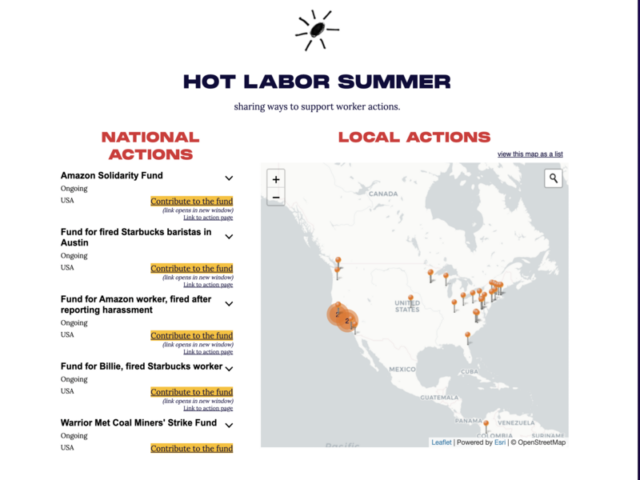 HOT LABOR SUMMER
sharing ways to support worker actions.
NATIONAL
ACTIONS
Amazon Solidarity Fund
Ongoing
USA
Contribute to the fund
(link opens in new window)
Link to action page
Fund for fired Starbucks baristas in
Austin
Ongoing
USA
Contribute to the fund
(link opens in new window)
Link to action page
Fund for Amazon worker, fired after
reporting harassment
Ongoing
USA
Contribute to the fund
(link opens in new window)
Link to action page
Fund for Billie, fired Starbucks worker
Ongoing
USA
Contribute to the fund
(link opens in new window)
Link to action page
Warrior Met Coal Miners' Strike Fund
Ongoing
USA
Contribute to the fund
LOCAL ACTIONS
view this map as a list
+
−
CANADA
UNITED
STATES
2
2
MEXICO
CUBA
GUATEMALA
PANAMA
VENEZUELA
COLOMBIA
SURINAME
Pacific
Leaflet | Powered by Esri | © OpenStreetMap